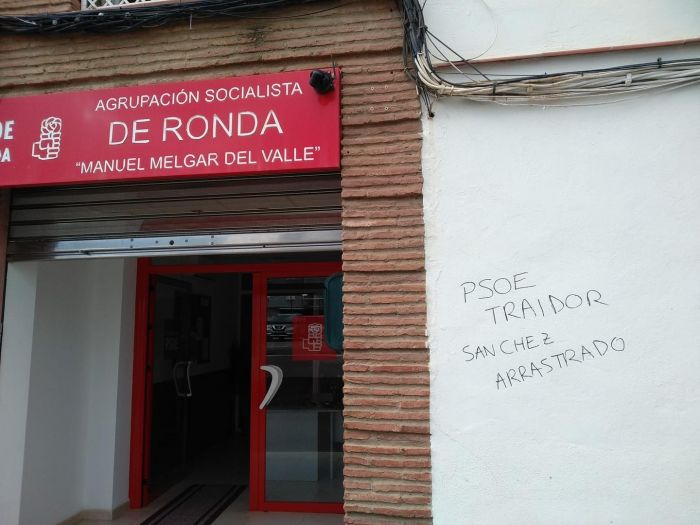 AGRUPACIÓN SOCIALISTA
DE RONDA
"MANUEL MELGAR DEL VALLE"
PSOE
TRAIDOR
SANCHEZ
ARRASTRADO